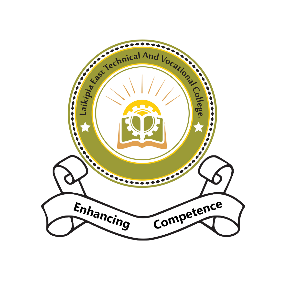 Laikipia East Technical And Vocational College
Enhancing Competence